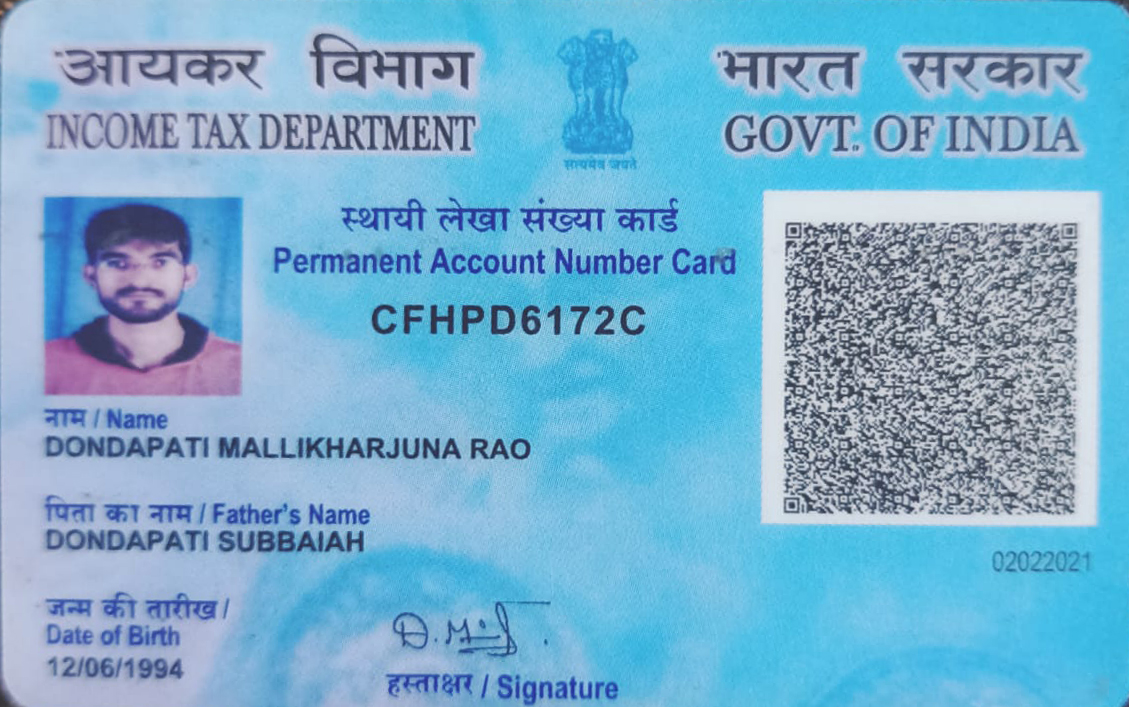 आयकर विभाग
INCOME TAX DEPARTMENT
सत्यमेव जयते
भारत सरकार
GOVT. OF INDIA
स्थायी लेखा संख्या कार्ड
Permanent Account Number Card
CFHPD6172C
नाम / Name
DONDAPATI MALLIKHARJUNA RAO
पिता का नाम / Father's Name
DONDAPATI SUBBAIAH
02022021
जन्म की तारीख /
Date of Birth
12/06/1994
हस्ताक्षर / Signature